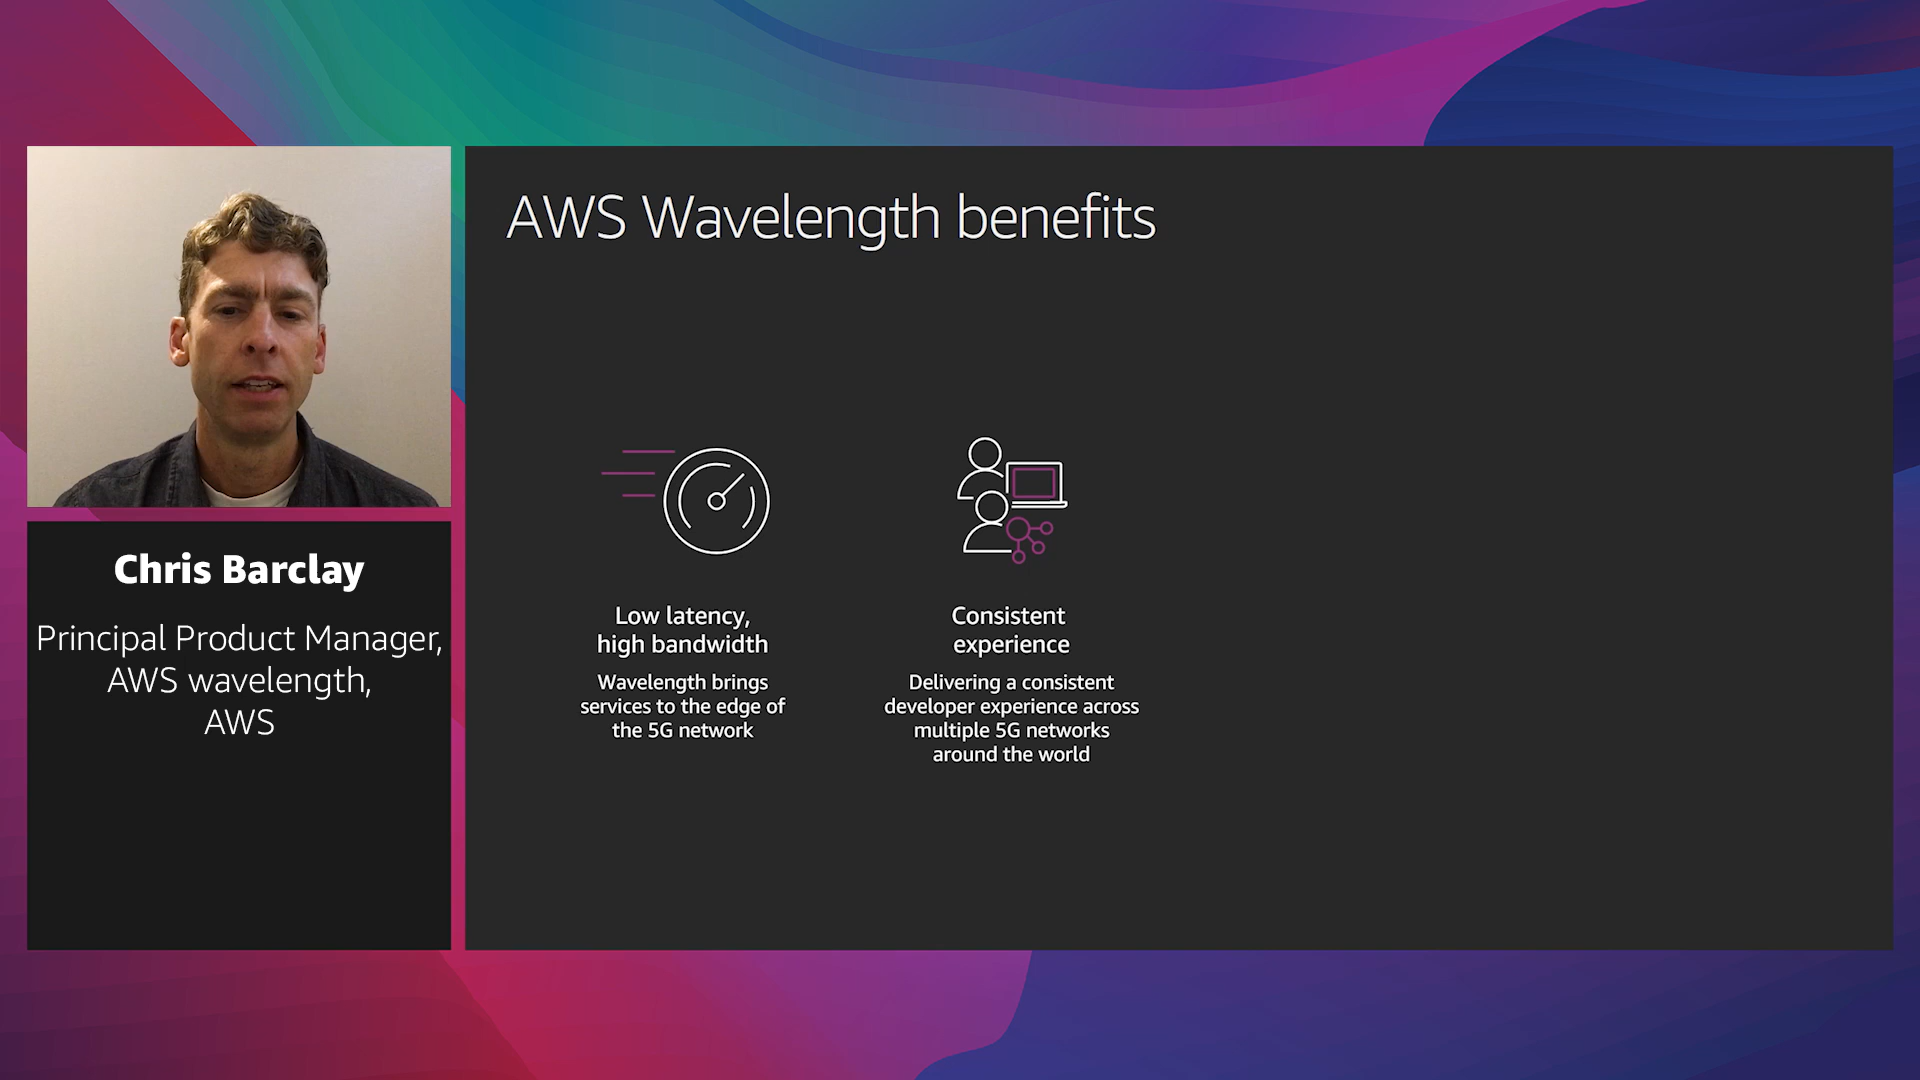 AWS Wavelength benefits
Chris Barclay
Principal Product Manager,
AWS wavelength,
AWS
Low latency,
high bandwidth
Wavelength brings
services to the edge of
the 5G network
Consistent
experience
Delivering a consistent
developer experience across
multiple 5G networks
around the world